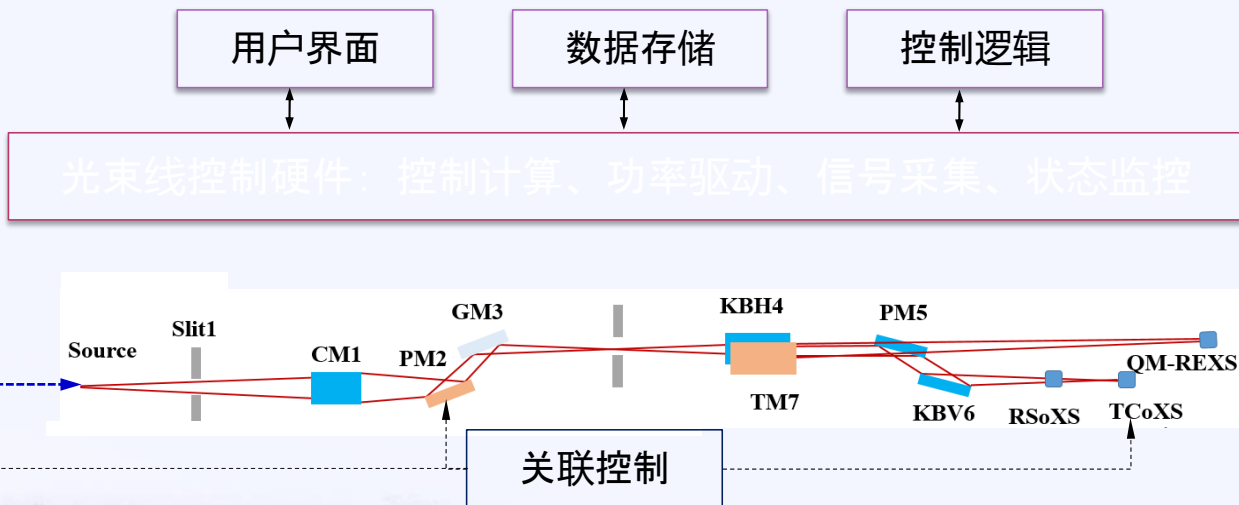 用户界面
数据存储
控制逻辑
光束线控制硬件：控制计算、功率驱动、信号采集、状态监控
Source
Slit1
CM1
PM2
GM3
KBH4
TM7
PM5
KBV6
RSoXS
TCoXS
QM-REXS
关联控制